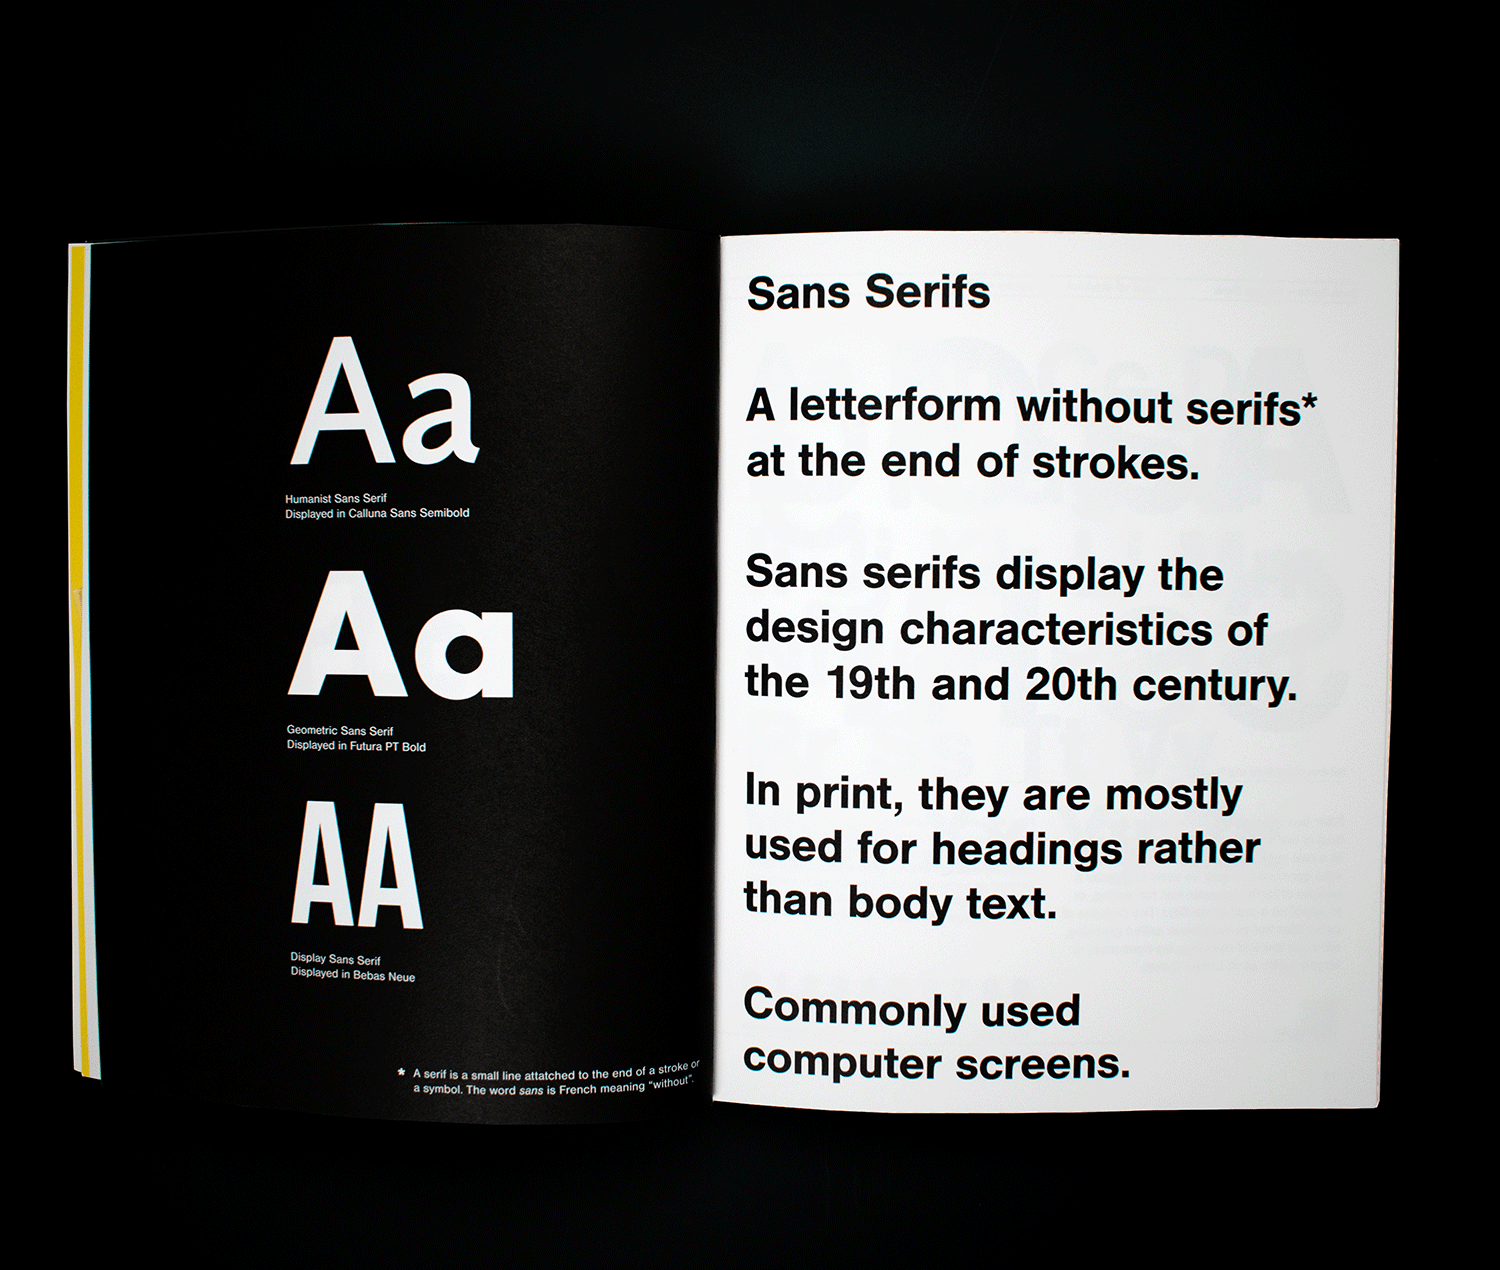 Aa
Humanist Sans Serif
Displayed in Calluna Sans Semibold
Aa
Geometric Sans Serif
Displayed in Futura PT Bold
AA
Display Sans Serif
Displayed in Bebas Neue
* A serif is a small line attatched to the end of a stroke or
a symbol. The word sans is French meaning “without”.
Sans Serifs
A letterform without serifs*
at the end of strokes.
Sans serifs display the
design characteristics of
the 19th and 20th century.
In print, they are mostly
used for headings rather
than body text.
Commonly used
computer screens.